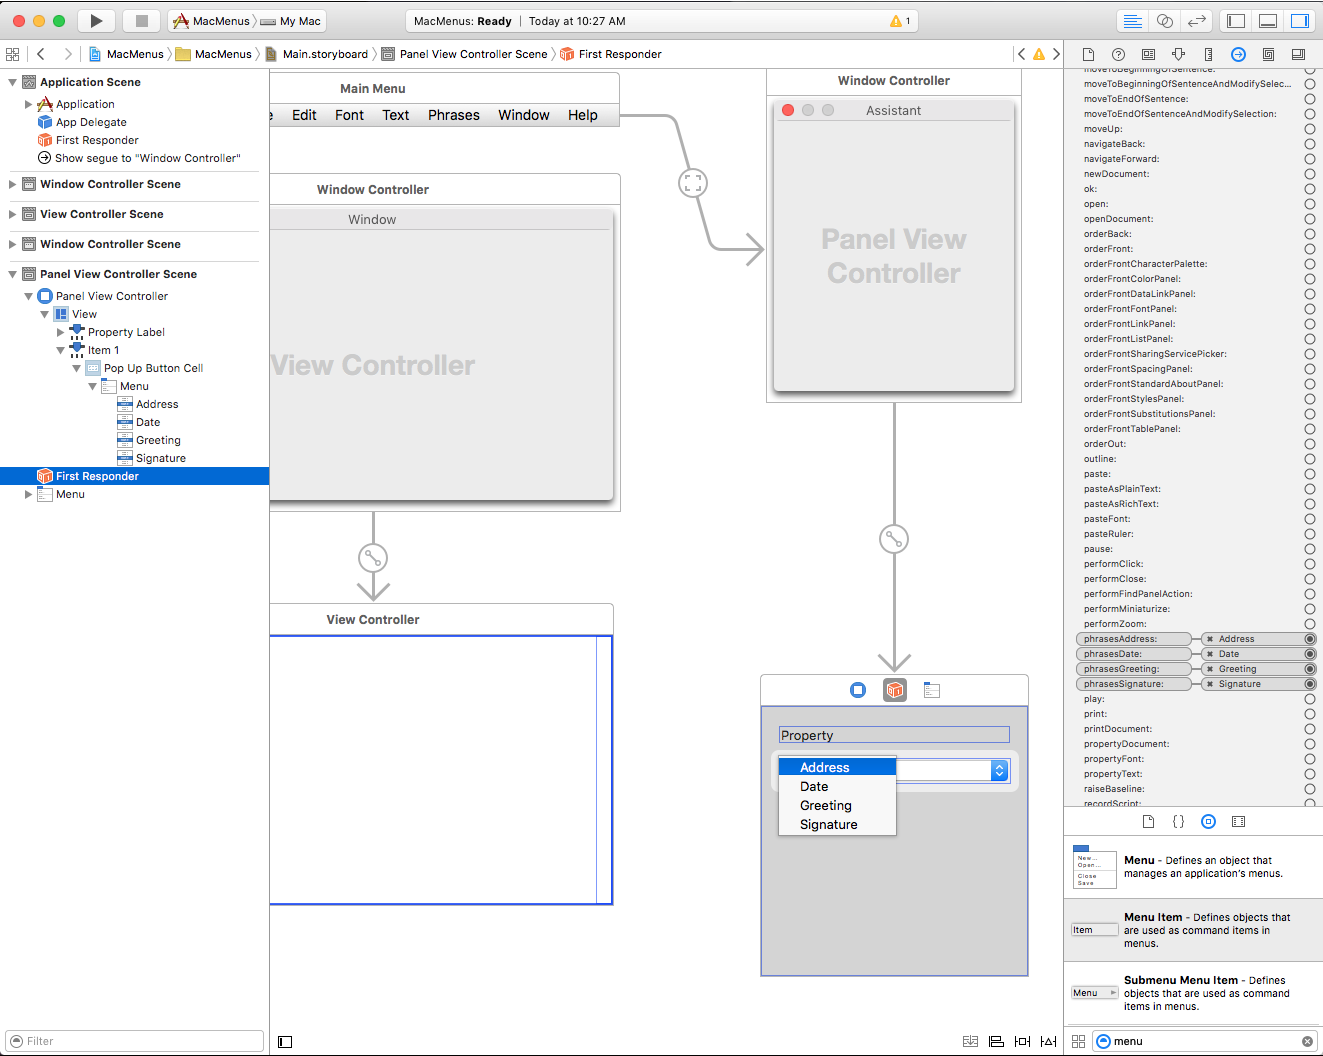 MacMenus
My Mac
MacMenus: Ready
Today at 10:27 AM
1
MacMenus
MacMenus
Main.storyboard
Panel View Controller Scene
First Responder
Application Scene
Application
App Delegate
First Responder
Show segue to "Window Controller"
Window Controller Scene
View Controller Scene
Window Controller Scene
Panel View Controller Scene
Panel View Controller
View
Property Label
Item 1
Pop Up Button Cell
Menu
Address
Date
Greeting
Signature
First Responder
Menu
Filter
Main Menu
e Edit Font Text Phrases Window Help
Window Controller
Window
View Controller
View Controller
Window Controller
Assistant
Panel View
Controller
Property
Address
Date
Greeting
Signature
moveToBeginningOfSentence:
moveToBeginningOfSentenceAndModifySelec...
moveToEndOfSentence:
moveToEndOfSentenceAndModifySelection:
moveUp:
navigateBack:
navigateForward:
newDocument:
ok:
open:
openDocument:
orderBack:
orderFront:
orderFrontCharacterPalette:
orderFrontColorPanel:
orderFrontDataLinkPanel:
orderFrontFontPanel:
orderFrontLinkPanel:
orderFrontListPanel:
orderFrontSharingServicePicker:
orderFrontSpacingPanel:
orderFrontStandardAboutPanel:
orderFrontStylesPanel:
orderFrontSubstitutionsPanel:
orderFrontTablePanel:
orderOut:
outline:
paste:
pasteAsPlainText:
pasteAsRichText:
pasteFont:
pasteRuler:
pause:
performClick:
performClose:
performFindPanelAction:
performMiniaturize:
performZoom:
phrasesAddress: Address
phrasesDate: Date
phrasesGreeting: Greeting
phrasesSignature: Signature
play:
print:
printDocument:
propertyDocument:
propertyFont:
propertyText:
raiseBaseline:
recordScript:
New...
Open...
Close
Save
Menu - Defines an object that
manages an application's menus.
Item
Menu Item - Defines objects that
are used as command items in
menus.
Menu
Submenu Menu Item - Defines
objects that are used as command
items in menus.
menu